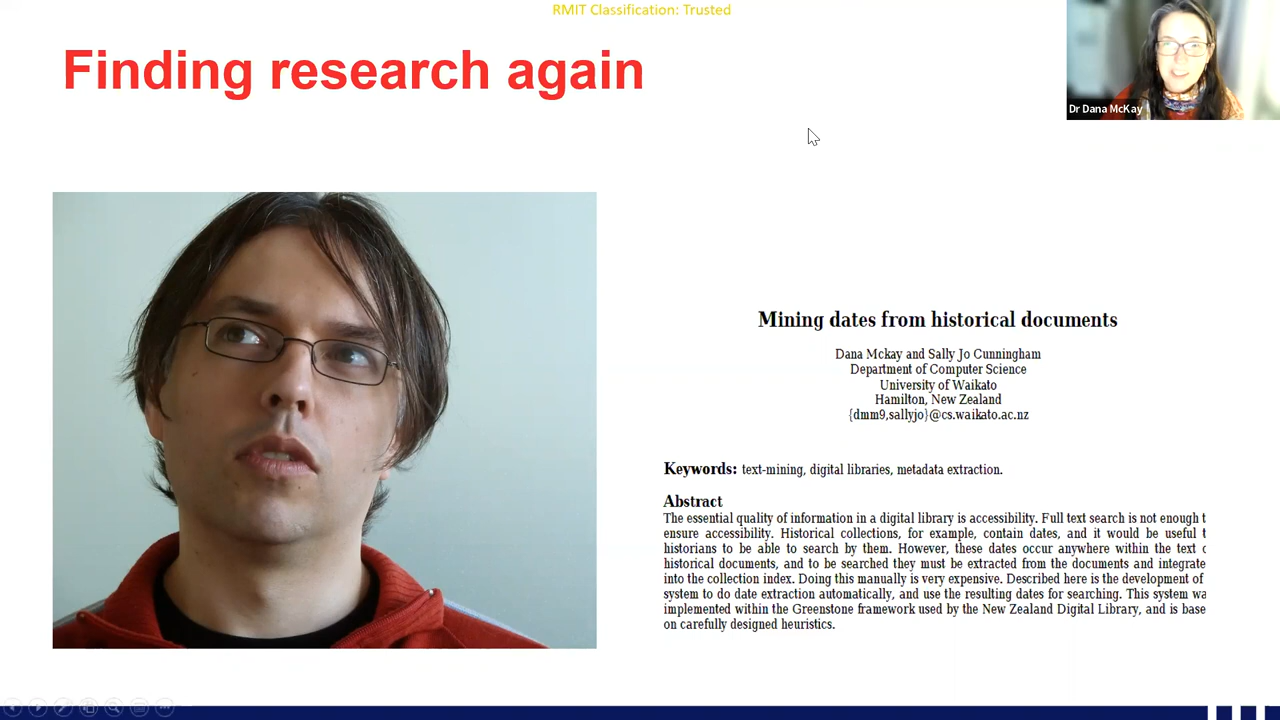 RMIT Classification: Trusted
Finding research again
Dr Dana McKay
Mining dates from historical documents
Dana Mckay and Sally Jo Cunningham
Department of Computer Science
University of Waikato
Hamilton, New Zealand
{dmm9,sallyjo}@cs.waikato.ac.nz
Keywords: text-mining, digital libraries, metadata extraction.
Abstract
The essential quality of information in a digital library is accessibility. Full text search is not enough t
ensure accessibility. Historical collections, for example, contain dates, and it would be useful t
historians to be able to search by them. However, these dates occur anywhere within the text
historical documents, and to be searched they must be extracted from the documents and integrate
into the collection index. Doing this manually is very expensive. Described here is the development of
system to do date extraction automatically, and use the resulting dates for searching. This system wa
implemented within the Greenstone framework used by the New Zealand Digital Library, and is base
on carefully designed heuristics.